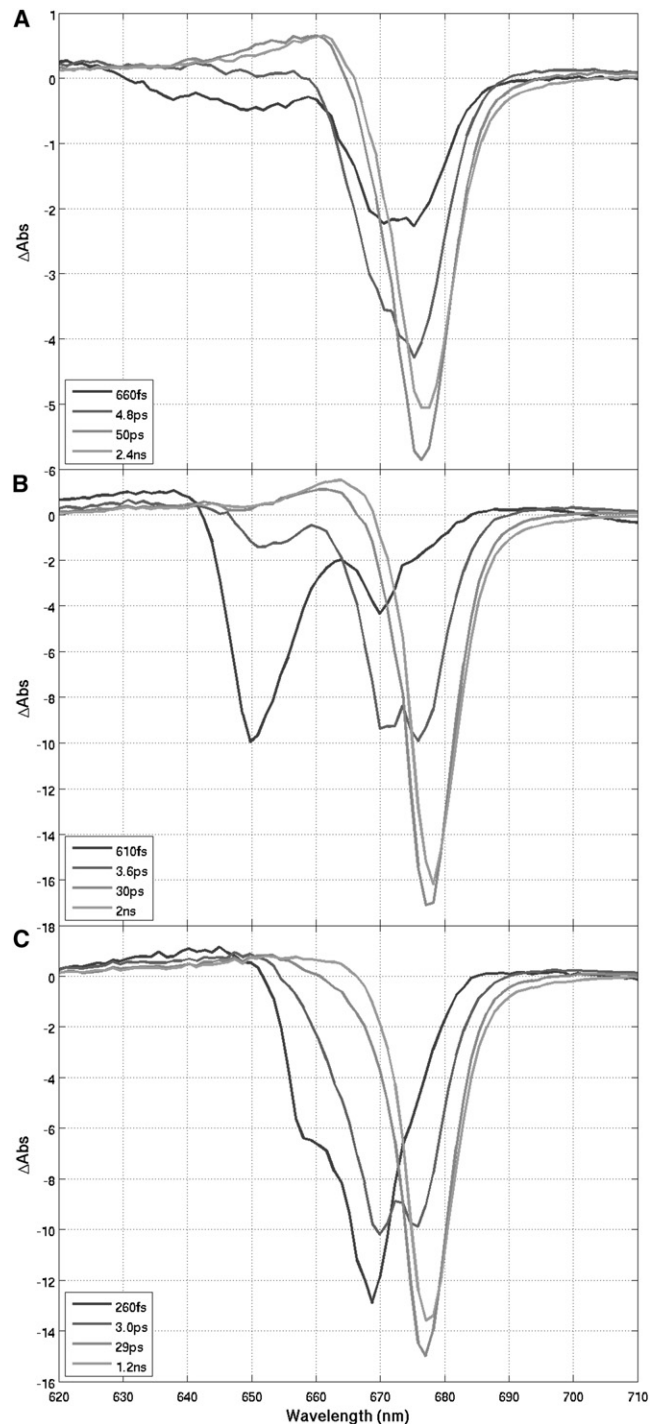 A
1
0
-1
-2
-3
-4
-5
-6
ΔAbs
660fs
4.8ps
50ps
2.4ns
B
0
-2
-4
-6
-8
-10
-12
-14
-16
-18
ΔAbs
610fs
3.6ps
30ps
2ns
C
0
-2
-4
-6
-8
-10
-12
-14
-16
ΔAbs
260fs
3.0ps
29ps
1.2ns
620 630 640 650 660 670 680 690 700 710
Wavelength (nm)